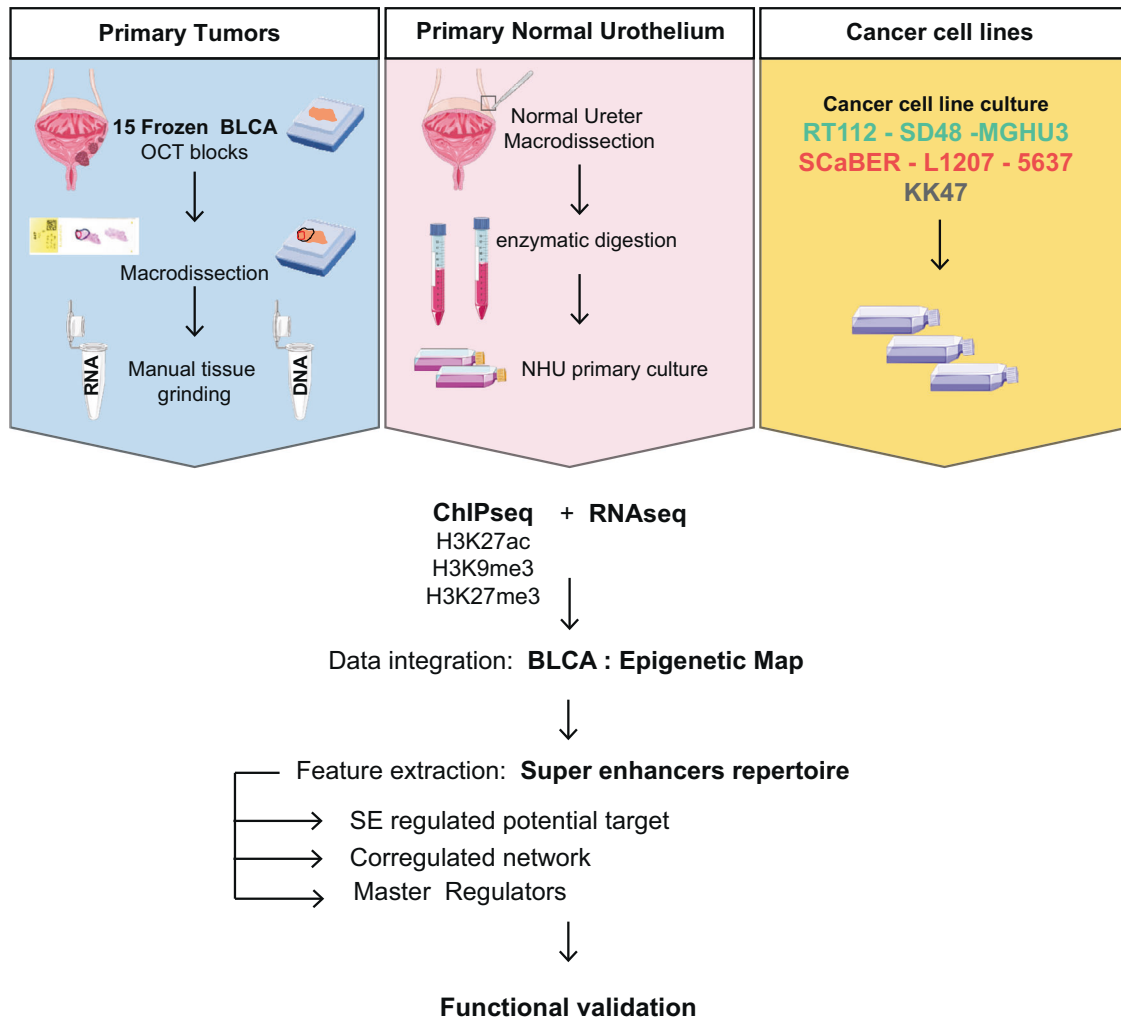 Primary Tumors
15 Frozen BLCA
OCT blocks
Macrodissection
RNA
Manual tissue
grinding
DNA
Primary Normal Urothelium
Normal Ureter
Macrodissection
enzymatic digestion
NHU primary culture
Cancer cell lines
Cancer cell line culture
RT112 - SD48 -MGHU3
SCaBER - L1207 - 5637
KK47
ChIPseq + RNAseq
H3K27ac
H3K9me3
H3K27me3
Data integration: BLCA : Epigenetic Map
Feature extraction: Super enhancers repertoire
SE regulated potential target
Corregulated network
Master Regulators
Functional validation